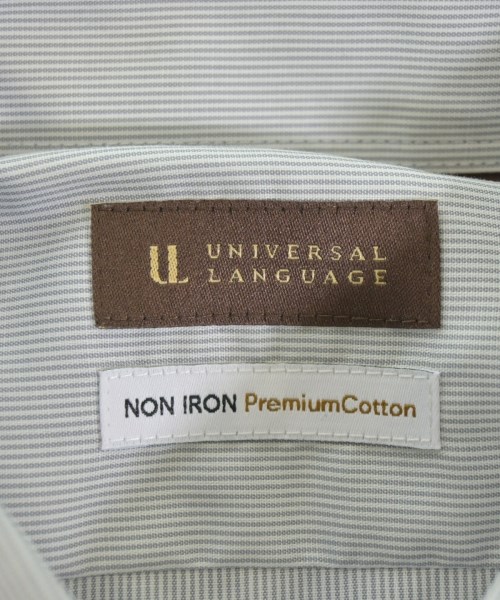 UL UNIVERSAL
LANGUAGE
NON IRON PremiumCotton